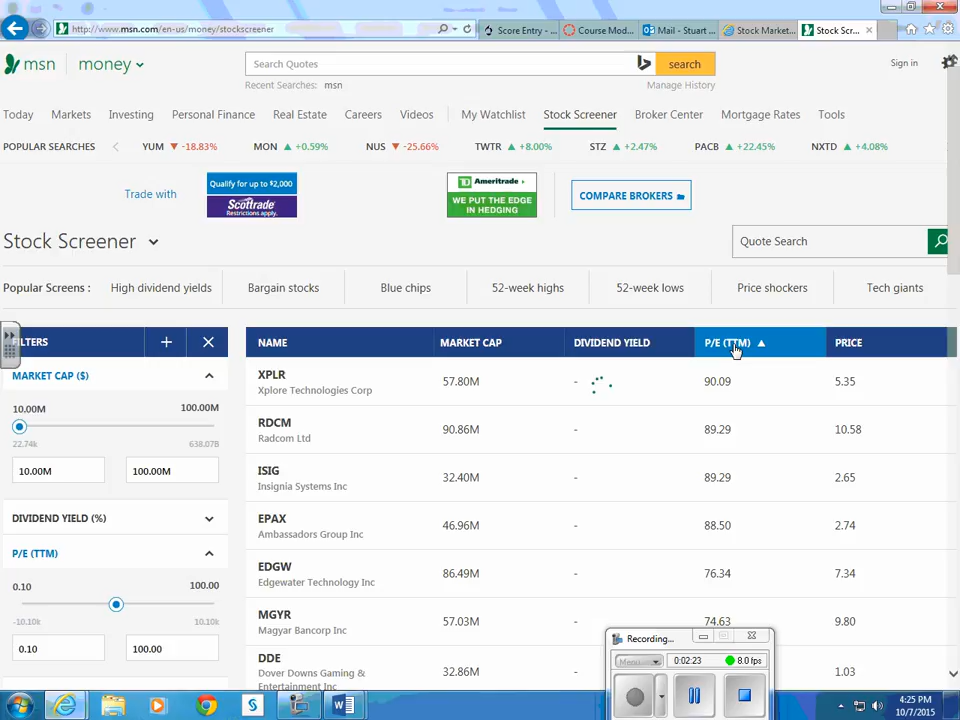 http://www.msn.com/en-us/money/stockscreener
Score Entry - ...
Course Mod...
Mail - Stuart ...
Stock Market...
Stock Scr...
msn money
Search Quotes
search
Sign in
Recent Searches: msn
Manage History
Today Markets Investing Personal Finance Real Estate Careers Videos My Watchlist Stock Screener Broker Center Mortgage Rates Tools
POPULAR SEARCHES YUM -18.83% MON +0.59% NUS -25.66% TWTR +8.00% STZ +2.47% PACB +22.45% NXTD +4.08%
Trade with
Qualify for up to $2,000
Scottrade
Restrictions apply.
Ameritrade
WE PUT THE EDGE
IN HEDGING
COMPARE BROKERS
Stock Screener
Quote Search
Popular Screens : High dividend yields Bargain stocks Blue chips 52-week highs 52-week lows Price shockers Tech giants
LTERS
MARKET CAP ($)
10.00M 100.00M
22.74k 638.07B
10.00M 100.00M
DIVIDEND YIELD (%)
P/E (TTM)
0.10 100.00
-10.10k 10.10k
0.10 100.00
NAME MARKET CAP DIVIDEND YIELD P/E (TTM) PRICE
XPLR
Xplore Technologies Corp
57.80M - 90.09 5.35
RDCM
Radcom Ltd
90.86M - 89.29 10.58
ISIG
Insignia Systems Inc
32.40M - 89.29 2.65
EPAX
Ambassadors Group Inc
46.96M - 88.50 2.74
EDGW
Edgewater Technology Inc
86.49M - 76.34 7.34
MGYR
Magyar Bancorp Inc
57.03M - 74.63 9.80
DDE
Dover Downs Gaming &
Entertainment Inc
32.86M - 1.03
Recording...
Menu
0:02:23
8.0 fps
4:25 PM
10/7/2015